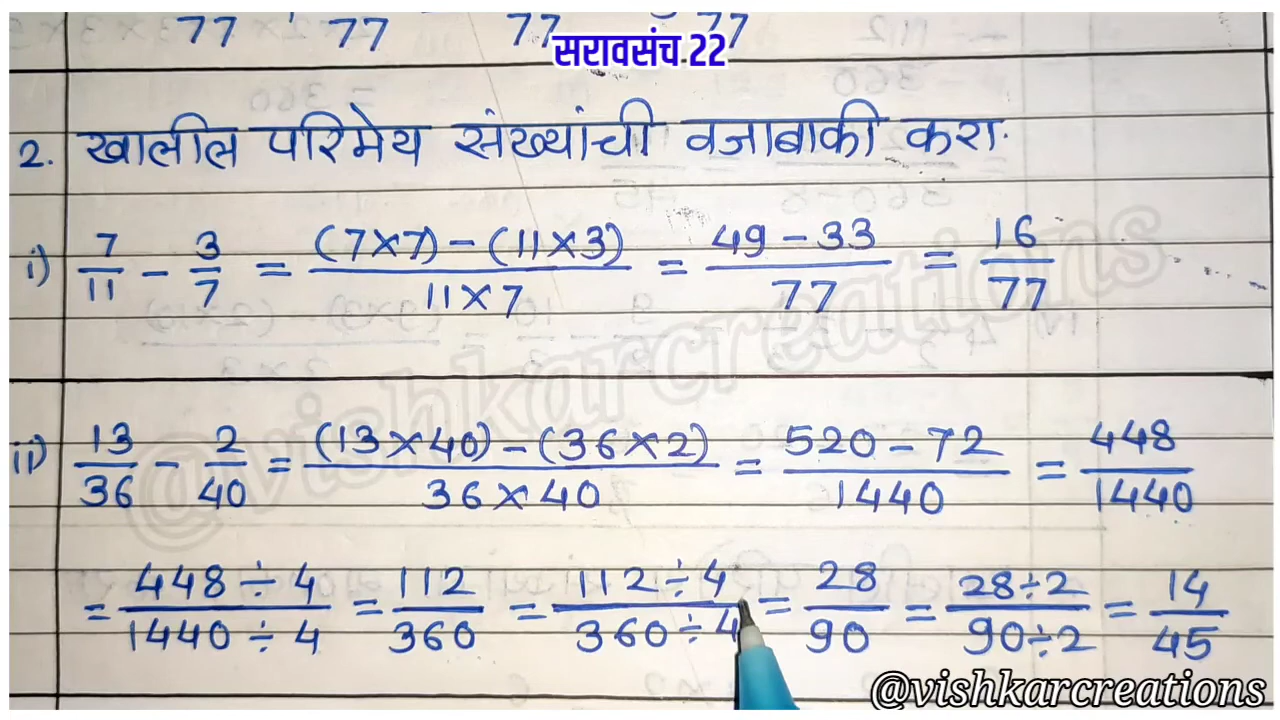 77 77 77 77
सरावसंच 22
2. खालील परिमेय संख्यांची वजाबाकी करा.
i) 7/11 - 3/7 = (7×7) - (11×3)/11×7 = 49 - 33/77 = 16/77
ii) 13/36 - 2/40 = (13×40) - (36×2)/36×40 = 520 - 72/1440 = 448/1440
= 448÷4/1440÷4 = 112/360 = 112÷4/360÷4 = 28/90 = 28÷2/90÷2 = 14/45
@vishkarcreations
@vishkarcreations